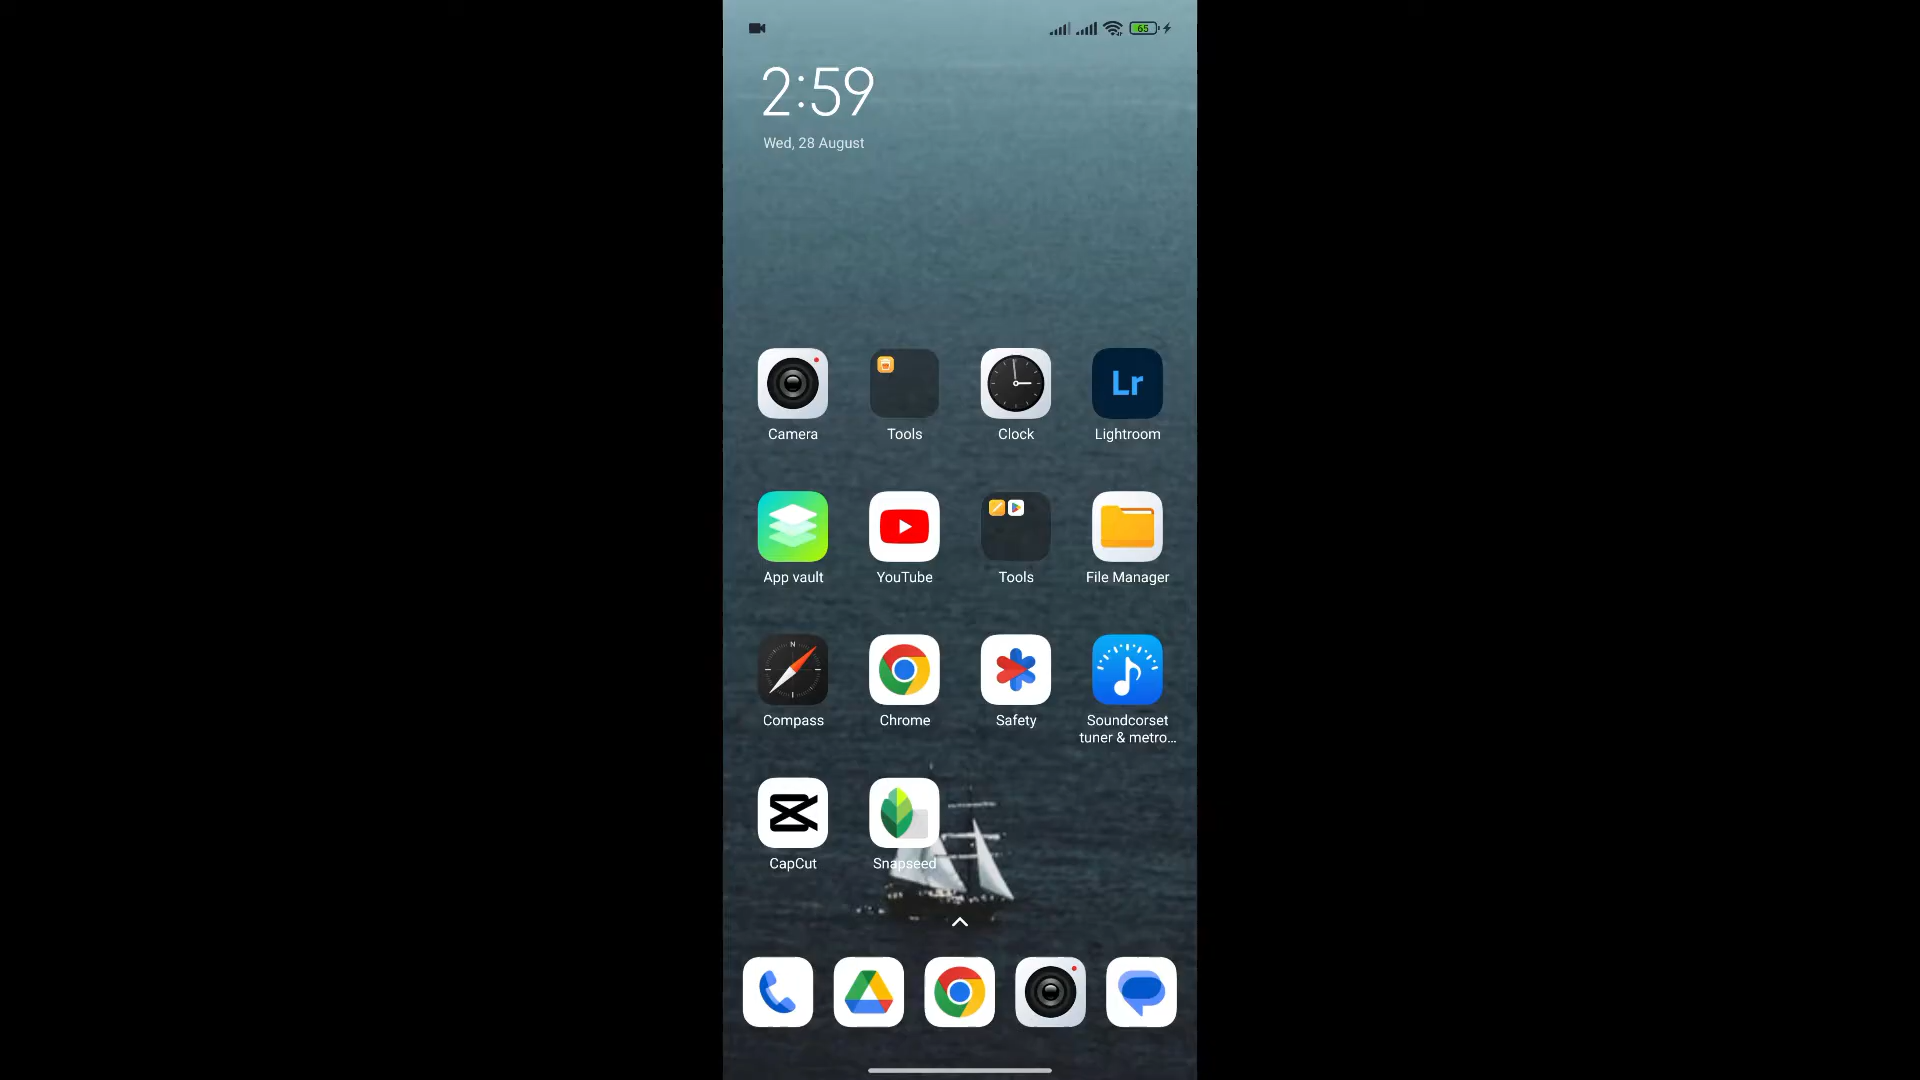 65
2:59
Wed, 28 August
Lr
Camera
Tools
Clock
Lightroom
App vault
YouTube
Tools
File Manager
N
Compass
Chrome
Safety
Soundcorset
tuner & metro...
CapCut
Snapseed